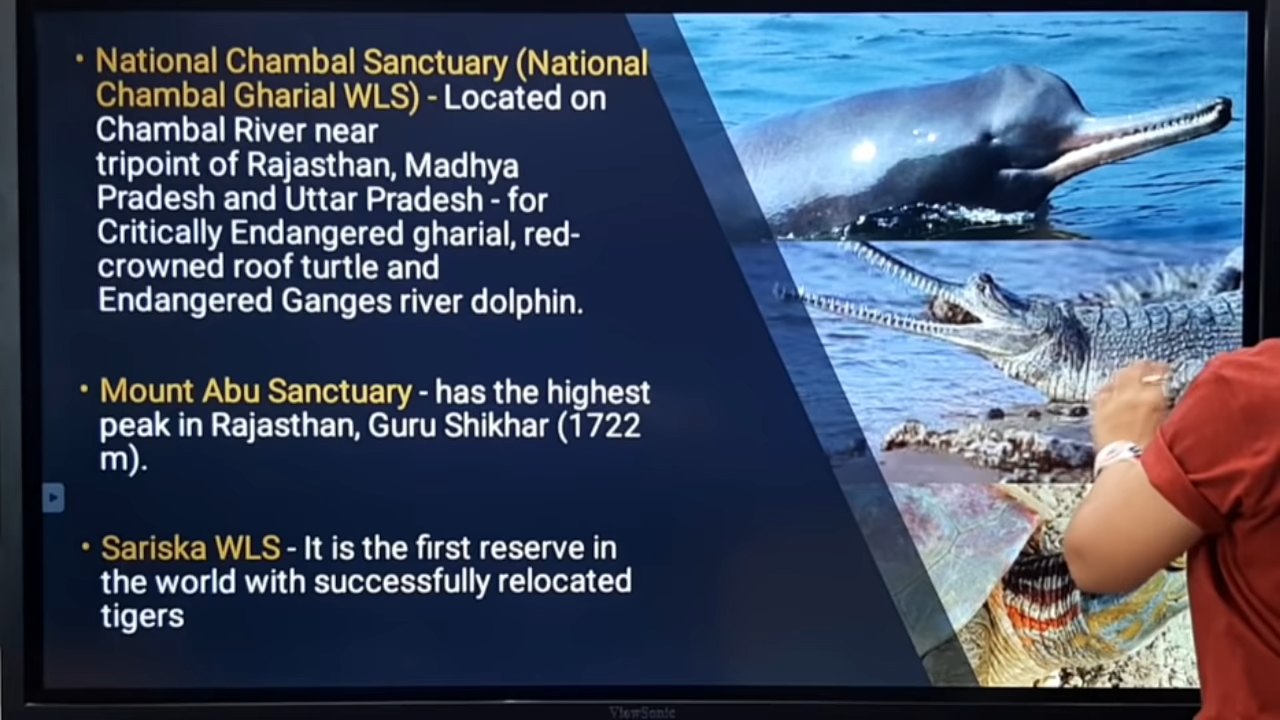 • National Chambal Sanctuary (National
Chambal Gharial WLS) - Located on
Chambal River near
tripoint of Rajasthan, Madhya
Pradesh and Uttar Pradesh - for
Critically Endangered gharial, red-
crowned roof turtle and
Endangered Ganges river dolphin.
• Mount Abu Sanctuary - has the highest
peak in Rajasthan, Guru Shikhar (1722
m).
• Sariska WLS - It is the first reserve in
the world with successfully relocated
tigers
ViewSonic